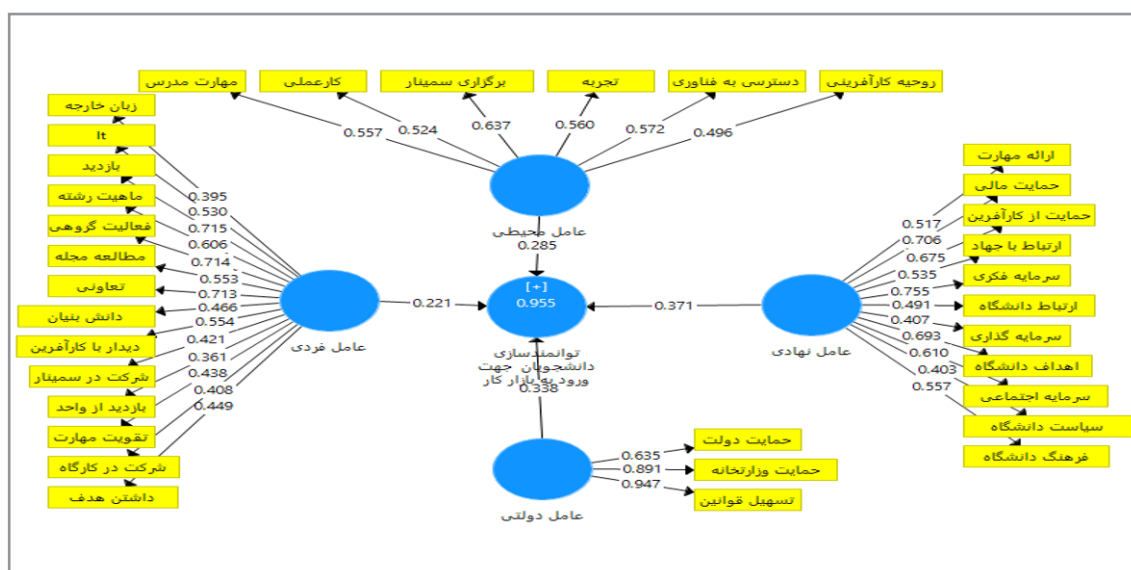 روحیه کارآفرینی
دسترسی به فناوری
تجربه
برگزاری سمینار
کارعملی
مهارت مدرس
0.557
0.524
0.637
0.560
0.572
0.496
زبان خارجه
It
بازدید
ماهیت رشته
فعالیت گروهی
مطالعه مجله
تعاونی
دانش بنیان
دیدار با کارآفرین
شرکت در سمینار
بازدید از واحد
تقویت مهارت
شرکت در کارگاه
داشتن هدف
0.395
0.530
0.715
0.606
0.714
0.553
0.713
0.466
0.554
0.421
0.361
0.438
0.408
0.449
عامل فردی
0.221
عامل محیطی
0.285
[+]
0.955
توانمندسازی
دانشجویان جهت
ورود به بازار کار
0.338
0.371
عامل نهادی
0.517
0.706
0.675
0.535
0.755
0.491
0.407
0.693
0.610
0.403
0.557
ارائه مهارت
حمایت مالی
حمایت از کارآفرین
ارتباط با جهاد
سرمایه فکری
ارتباط دانشگاه
سرمایه گذاری
اهداف دانشگاه
سرمایه اجتماعی
سیاست دانشگاه
فرهنگ دانشگاه
عامل دولتی
0.635
0.891
0.947
حمایت دولت
حمایت وزارتخانه
تسهیل قوانین